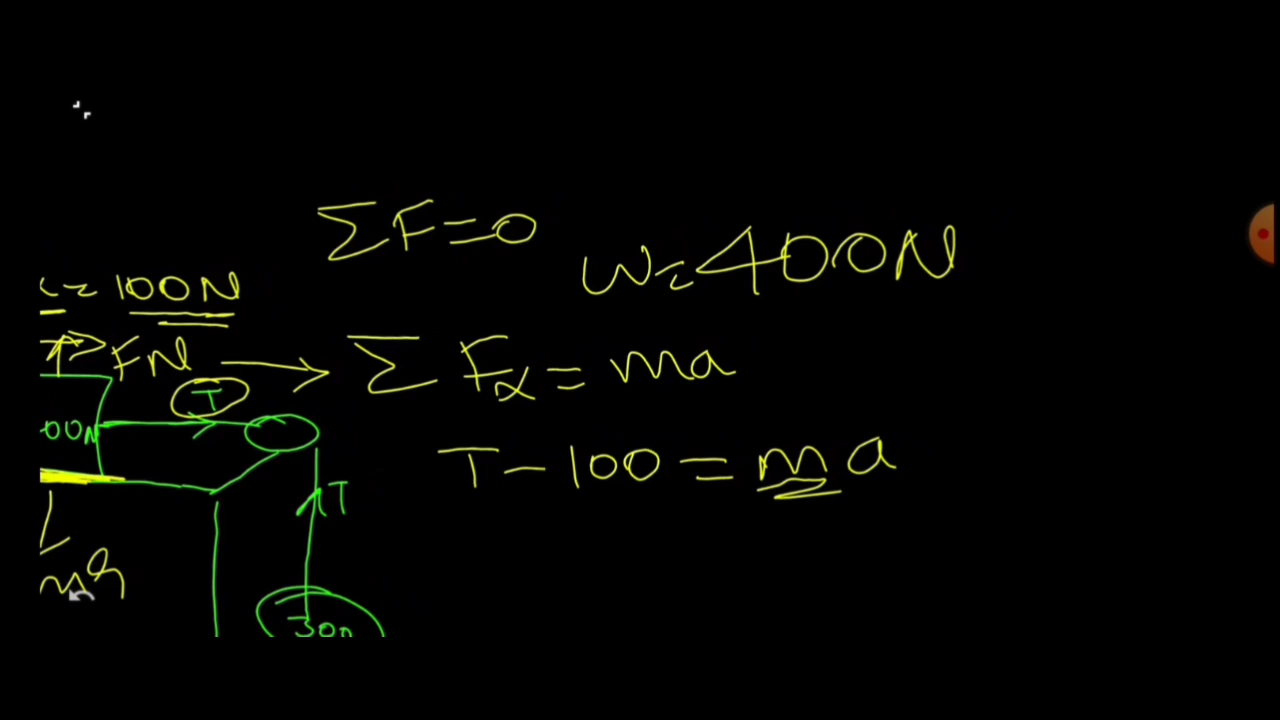 ΣF=0
W=400N
= 100N
FN → ΣFx = ma
T
00N
T - 100 = ma
T
mg
300